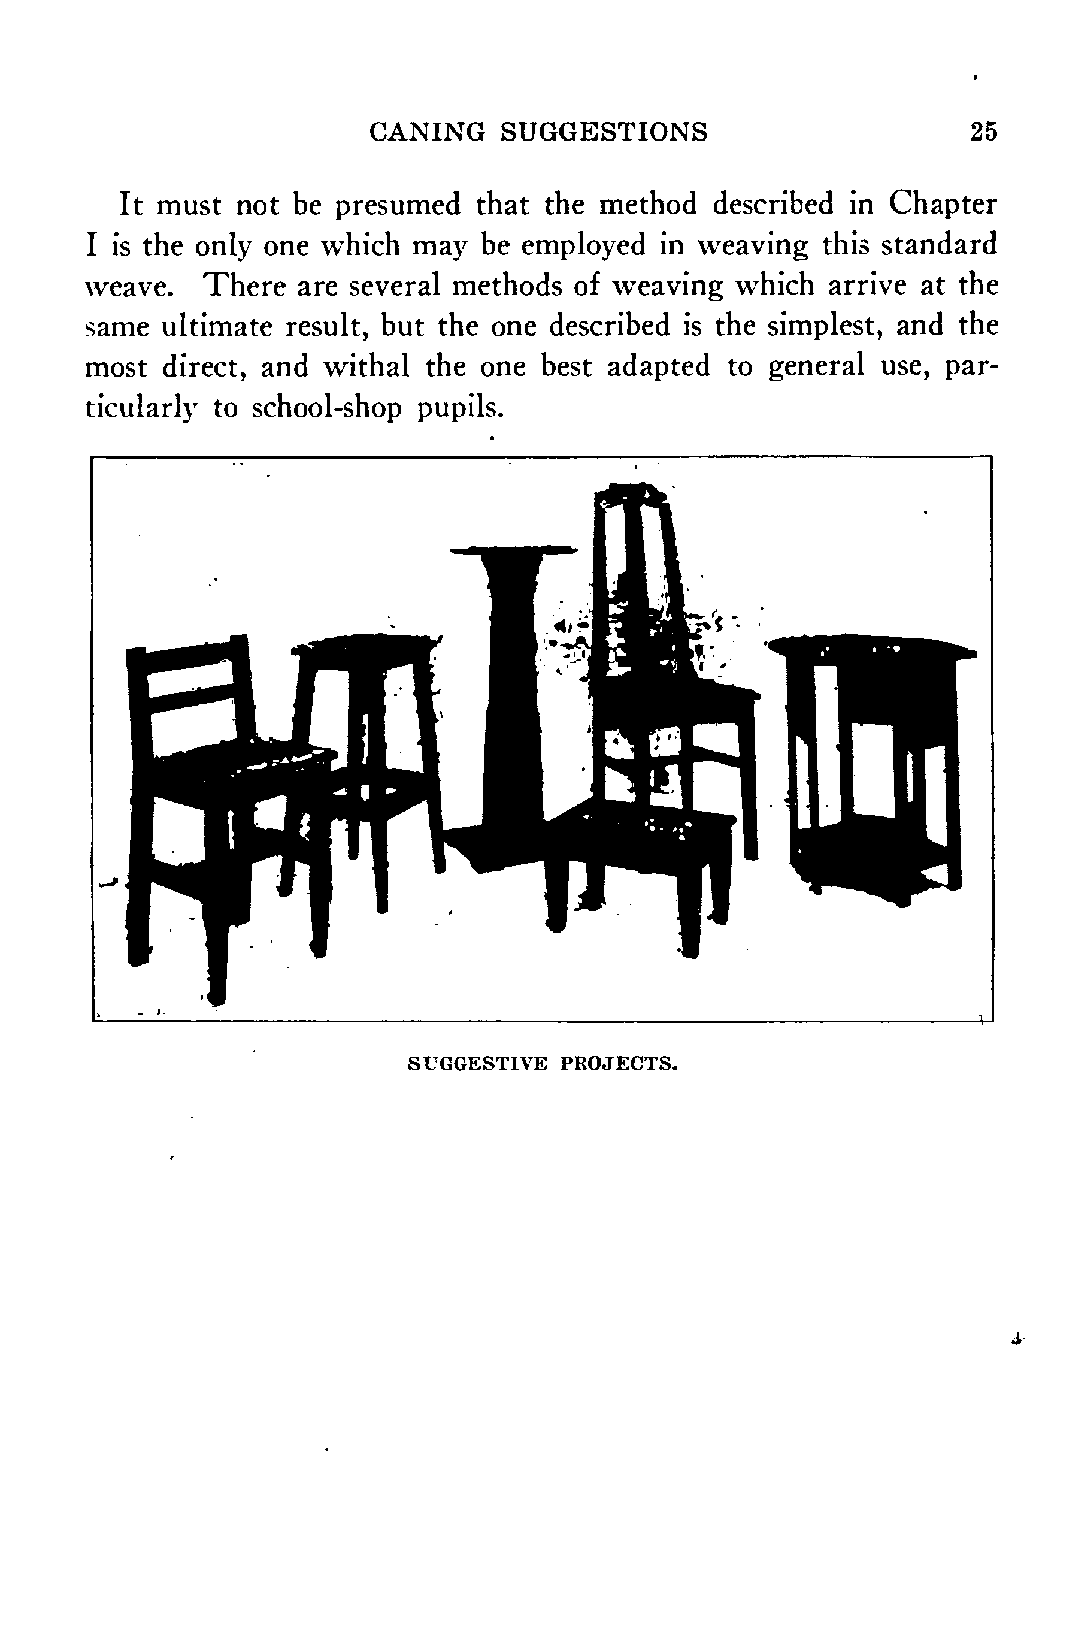 CANING SUGGESTIONS 25
It must not be presumed that the method described in Chapter
I is the only one which may be employed in weaving this standard
weave. There are several methods of weaving which arrive at the
same ultimate result, but the one described is the simplest, and the
most direct, and withal the one best adapted to general use, par-
ticularly to school-shop pupils.
SUGGESTIVE PROJECTS.